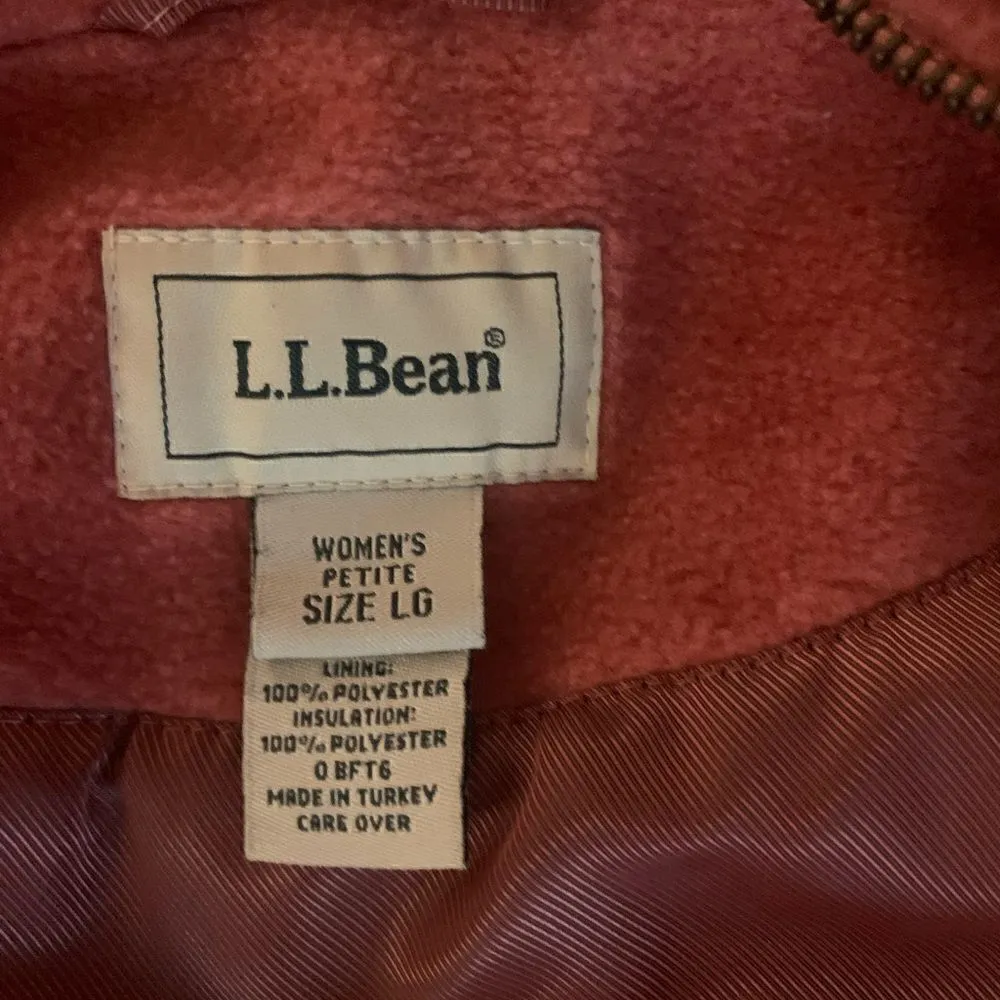 L.L.Bean®
WOMEN'S
PETITE
SIZE LG
LINING:
100% POLYESTER
INSULATION:
100% POLYESTER
0 BFT6
MADE IN TURKEY
CARE OVER